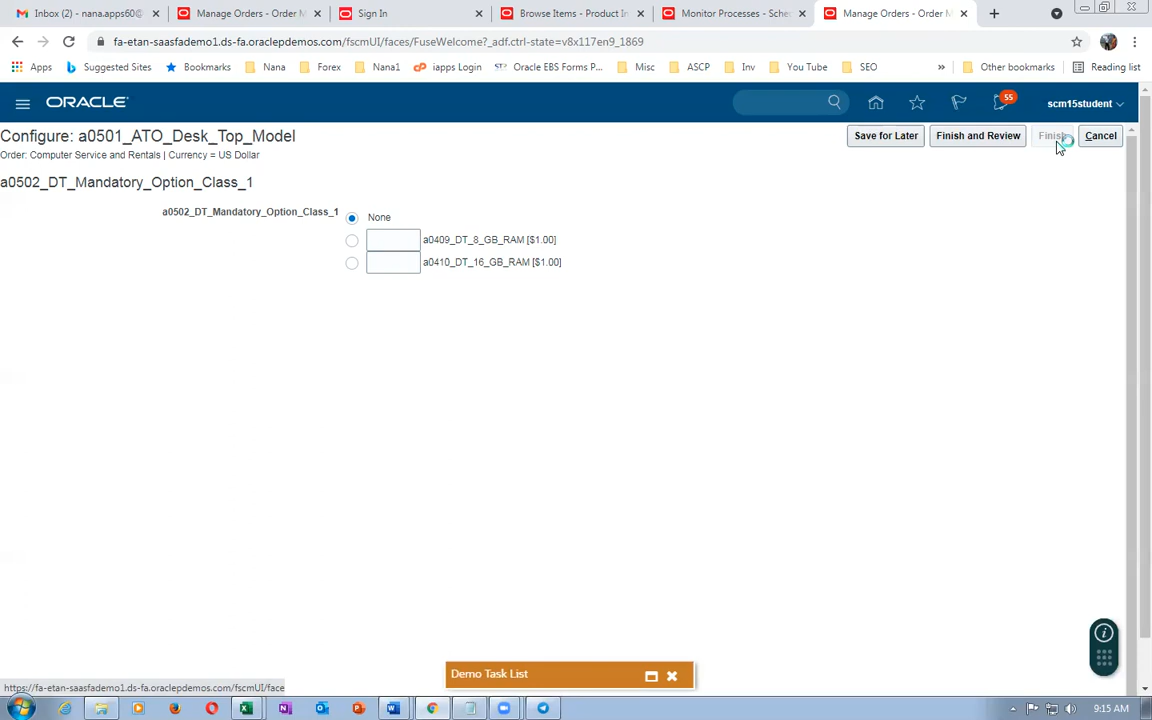 Inbox (2) - nana.apps60@
Manage Orders - Order M
Sign In
Browse Items - Product In
Monitor Processes - Sche
Manage Orders - Order M
fa-etan-saasfademo1.ds-fa.oraclepdemos.com/fscmUI/faces/FuseWelcome?_adf.ctrl-state=v8x117en9_1869
Apps
Suggested Sites
Bookmarks
Nana
Forex
Nana1
iapps Login
Oracle EBS Forms P...
Misc
ASCP
Inv
You Tube
SEO
»
Other bookmarks
Reading list
ORACLE
55
scm15student
Configure: a0501_ATO_Desk_Top_Model
Save for Later
Finish and Review
Finish
Cancel
Order: Computer Service and Rentals | Currency = US Dollar
a0502_DT_Mandatory_Option_Class_1
a0502_DT_Mandatory_Option_Class_1
None
a0409_DT_8_GB_RAM [$1.00]
a0410_DT_16_GB_RAM [$1.00]
Demo Task List
https://fa-etan-saasfademo1.ds-fa.oraclepdemos.com/fscmUI/face
9:15 AM